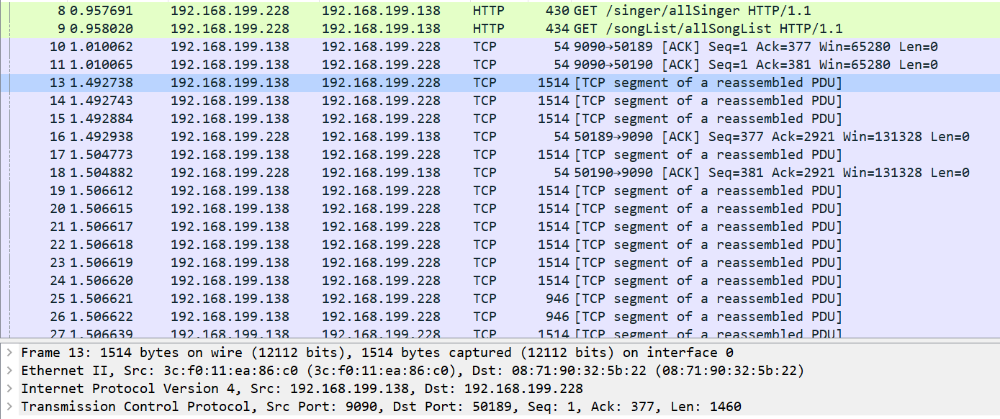 8 0.957691 192.168.199.228 192.168.199.138 HTTP 430 GET /singer/allSinger HTTP/1.1
9 0.958020 192.168.199.228 192.168.199.138 HTTP 434 GET /songList/allSongList HTTP/1.1
10 1.010062 192.168.199.138 192.168.199.228 TCP 54 9090→50189 [ACK] Seq=1 Ack=377 Win=65280 Len=0
11 1.010065 192.168.199.138 192.168.199.228 TCP 54 9090→50190 [ACK] Seq=1 Ack=381 Win=65280 Len=0
13 1.492738 192.168.199.138 192.168.199.228 TCP 1514 [TCP segment of a reassembled PDU]
14 1.492743 192.168.199.138 192.168.199.228 TCP 1514 [TCP segment of a reassembled PDU]
15 1.492884 192.168.199.138 192.168.199.228 TCP 1514 [TCP segment of a reassembled PDU]
16 1.492938 192.168.199.228 192.168.199.138 TCP 54 50189→9090 [ACK] Seq=377 Ack=2921 Win=131328 Len=0
17 1.504773 192.168.199.138 192.168.199.228 TCP 1514 [TCP segment of a reassembled PDU]
18 1.504882 192.168.199.228 192.168.199.138 TCP 54 50190→9090 [ACK] Seq=381 Ack=2921 Win=131328 Len=0
19 1.506612 192.168.199.138 192.168.199.228 TCP 1514 [TCP segment of a reassembled PDU]
20 1.506615 192.168.199.138 192.168.199.228 TCP 1514 [TCP segment of a reassembled PDU]
21 1.506617 192.168.199.138 192.168.199.228 TCP 1514 [TCP segment of a reassembled PDU]
22 1.506618 192.168.199.138 192.168.199.228 TCP 1514 [TCP segment of a reassembled PDU]
23 1.506619 192.168.199.138 192.168.199.228 TCP 1514 [TCP segment of a reassembled PDU]
24 1.506620 192.168.199.138 192.168.199.228 TCP 1514 [TCP segment of a reassembled PDU]
25 1.506621 192.168.199.138 192.168.199.228 TCP 946 [TCP segment of a reassembled PDU]
26 1.506622 192.168.199.138 192.168.199.228 TCP 946 [TCP segment of a reassembled PDU]
27 1.506639 192.168.199.138 192.168.199.228 TCP 1514 [TCP segment of a reassembled PDU]
Frame 13: 1514 bytes on wire (12112 bits), 1514 bytes captured (12112 bits) on interface 0
Ethernet II, Src: 3c:f0:11:ea:86:c0 (3c:f0:11:ea:86:c0), Dst: 08:71:90:32:5b:22 (08:71:90:32:5b:22)
Internet Protocol Version 4, Src: 192.168.199.138, Dst: 192.168.199.228
Transmission Control Protocol, Src Port: 9090, Dst Port: 50189, Seq: 1, Ack: 377, Len: 1460